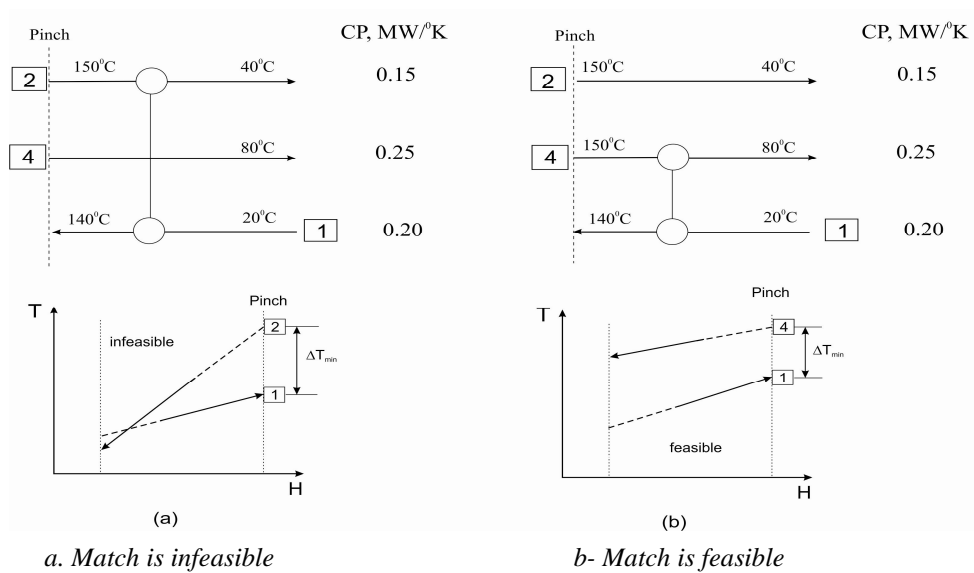 Pinch
CP, MW/⁰K
2
150⁰C
40⁰C
0.15
4
80⁰C
0.25
140⁰C
20⁰C
1
0.20
Pinch
CP, MW/⁰K
2
150⁰C
40⁰C
0.15
4
150⁰C
80⁰C
0.25
140⁰C
20⁰C
1
0.20
T
Pinch
infeasible
2
ΔTmin
1
H
(a)
T
Pinch
4
ΔTmin
1
feasible
H
(b)
a. Match is infeasible
b- Match is feasible